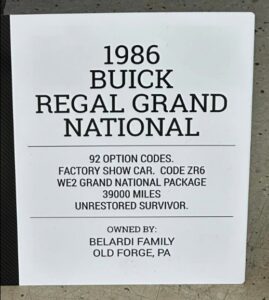 1986
BUICK
REGAL GRAND
NATIONAL
92 OPTION CODES.
FACTORY SHOW CAR. CODE ZR6
WE2 GRAND NATIONAL PACKAGE
39000 MILES
UNRESTORED SURVIVOR.
OWNED BY:
BELARDI FAMILY
OLD FORGE, PA